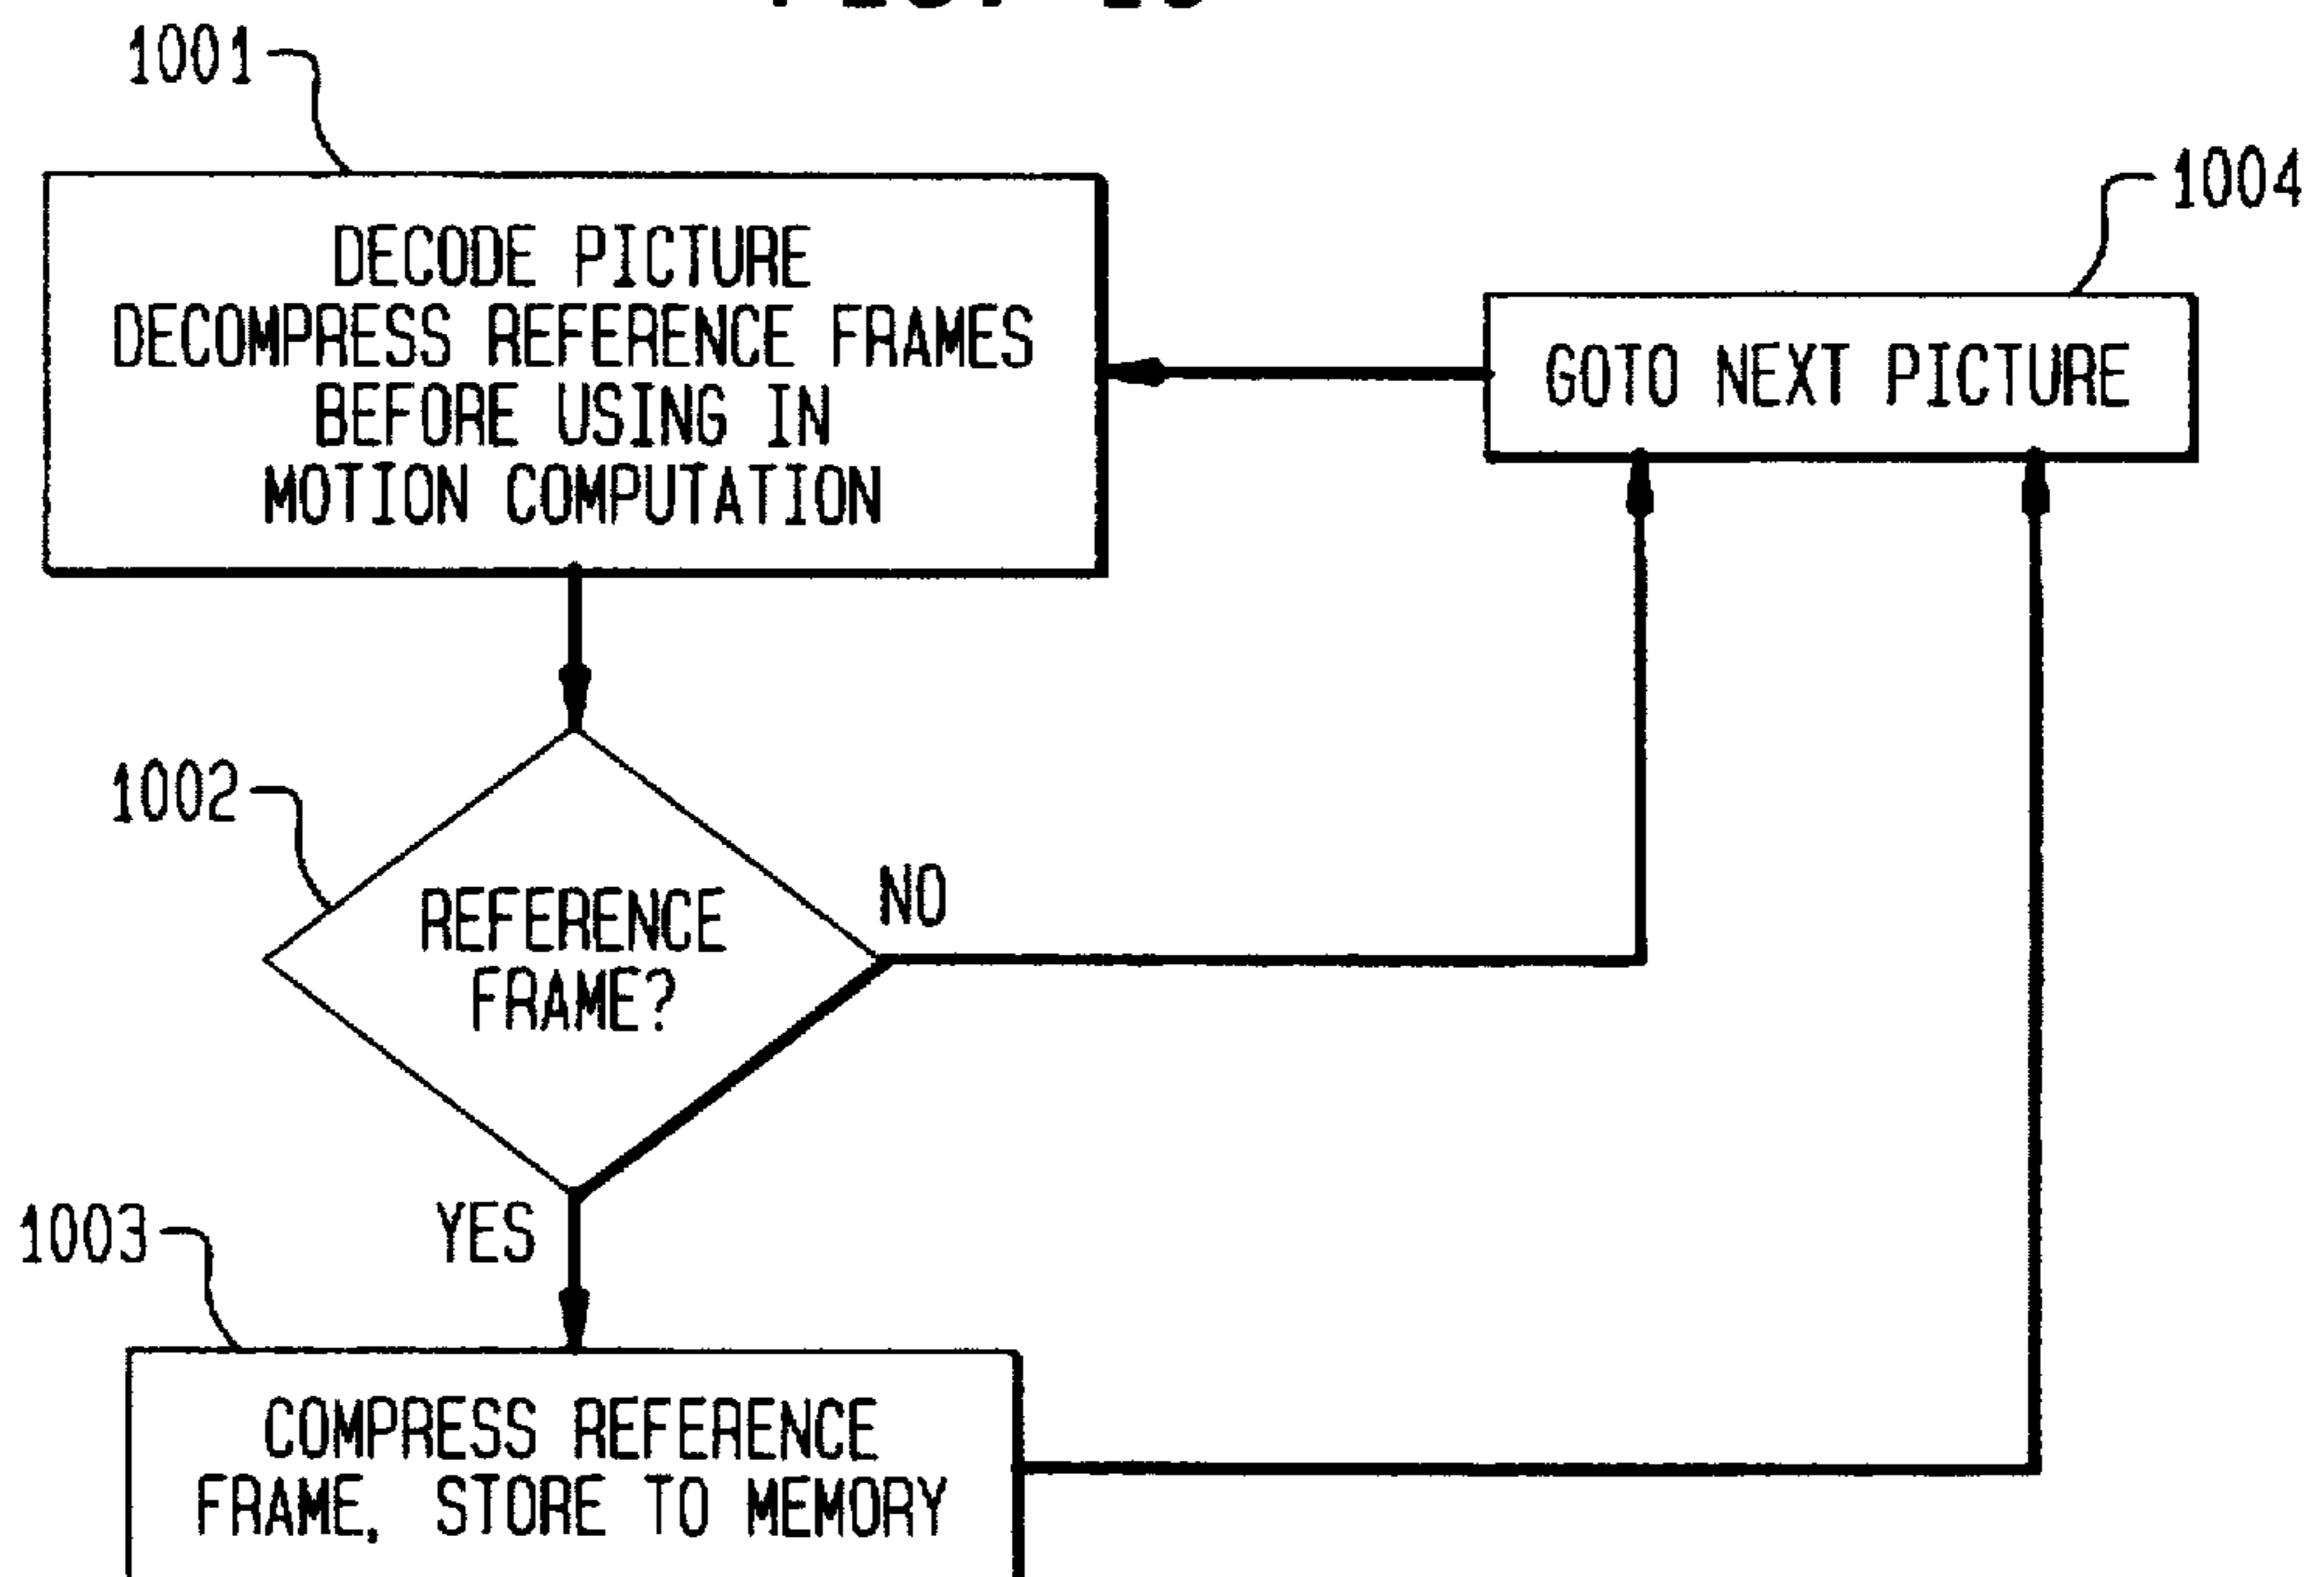 1001
1004
DECODE PICTURE
DECOMPRESS REFERENCE FRAMES
BEFORE USING IN
MOTION COMPUTATION
GOTO NEXT PICTURE
1002
NO
REFERENCE
FRAME?
YES
1003
COMPRESS REFERENCE
FRAME, STORE TO MEMORY